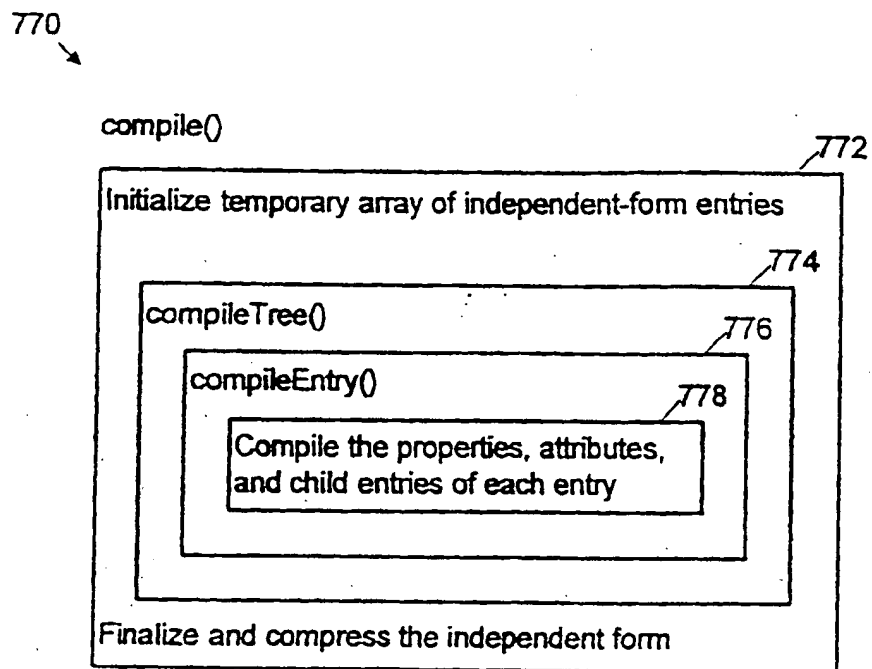 770
compile()
772
Initialize temporary array of independent-form entries
774
compileTree()
776
compileEntry()
778
Compile the properties, attributes,
and child entries of each entry
Finalize and compress the independent form